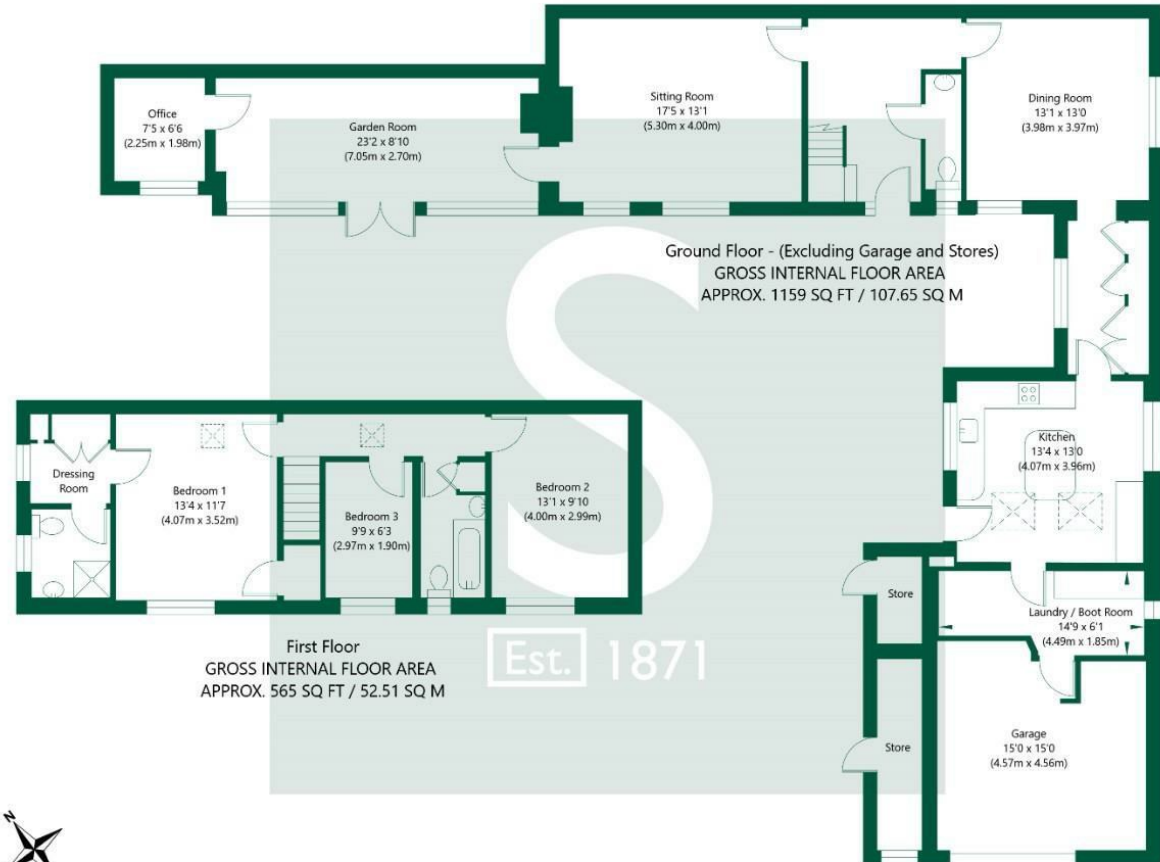 Office
7'5 x 6'6
(2.25m x 1.98m)
Garden Room
23'2 x 8'10
(7.05m x 2.70m)
Sitting Room
17'5 x 13'1
(5.30m x 4.00m)
Dining Room
13'1 x 13'0
(3.98m x 3.97m)
Ground Floor - (Excluding Garage and Stores)
GROSS INTERNAL FLOOR AREA
APPROX. 1159 SQ FT / 107.65 SQ M
Kitchen
13'4 x 13'0
(4.07m x 3.96m)
Dressing
Room
Bedroom 1
13'4 x 11'7
(4.07m x 3.52m)
Bedroom 3
9'9 x 6'3
(2.97m x 1.90m)
Bedroom 2
13'1 x 9'10
(4.00m x 2.99m)
First Floor
GROSS INTERNAL FLOOR AREA
APPROX. 565 SQ FT / 52.51 SQ M
S
Est. 1871
Store
Laundry / Boot Room
14'9 x 6'1
(4.49m x 1.85m)
Store
Garage
15'0 x 15'0
(4.57m x 4.56m)
N